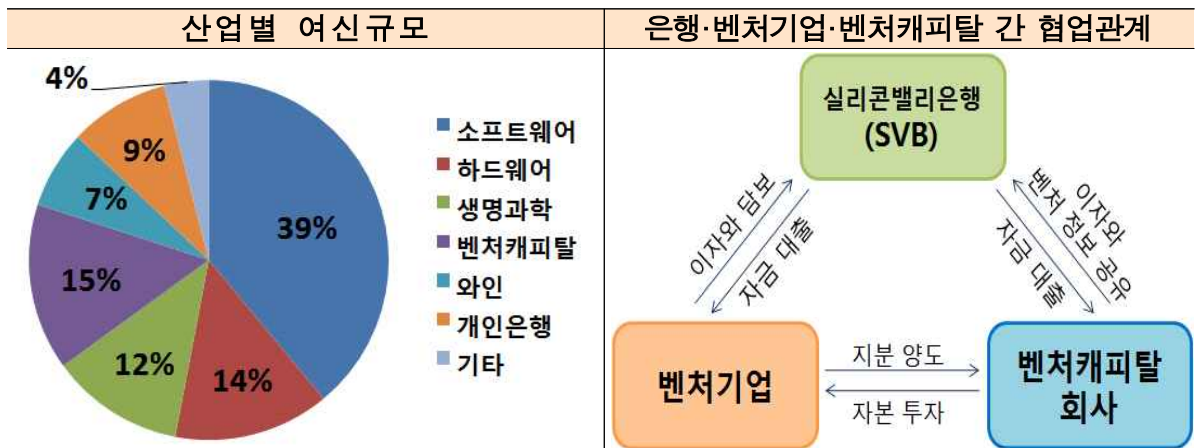 산업별 여신규모
4%
9%
7%
15%
12%
14%
39%
소프트웨어
하드웨어
생명과학
벤처캐피탈
와인
개인은행
기타
은행·벤처기업·벤처캐피탈 간 협업관계
실리콘밸리은행
(SVB)
이자와 담보
자금 대출
이자와
벤처 정보 공유
자금 대출
벤처기업
지분 양도
자본 투자
벤처캐피탈
회사